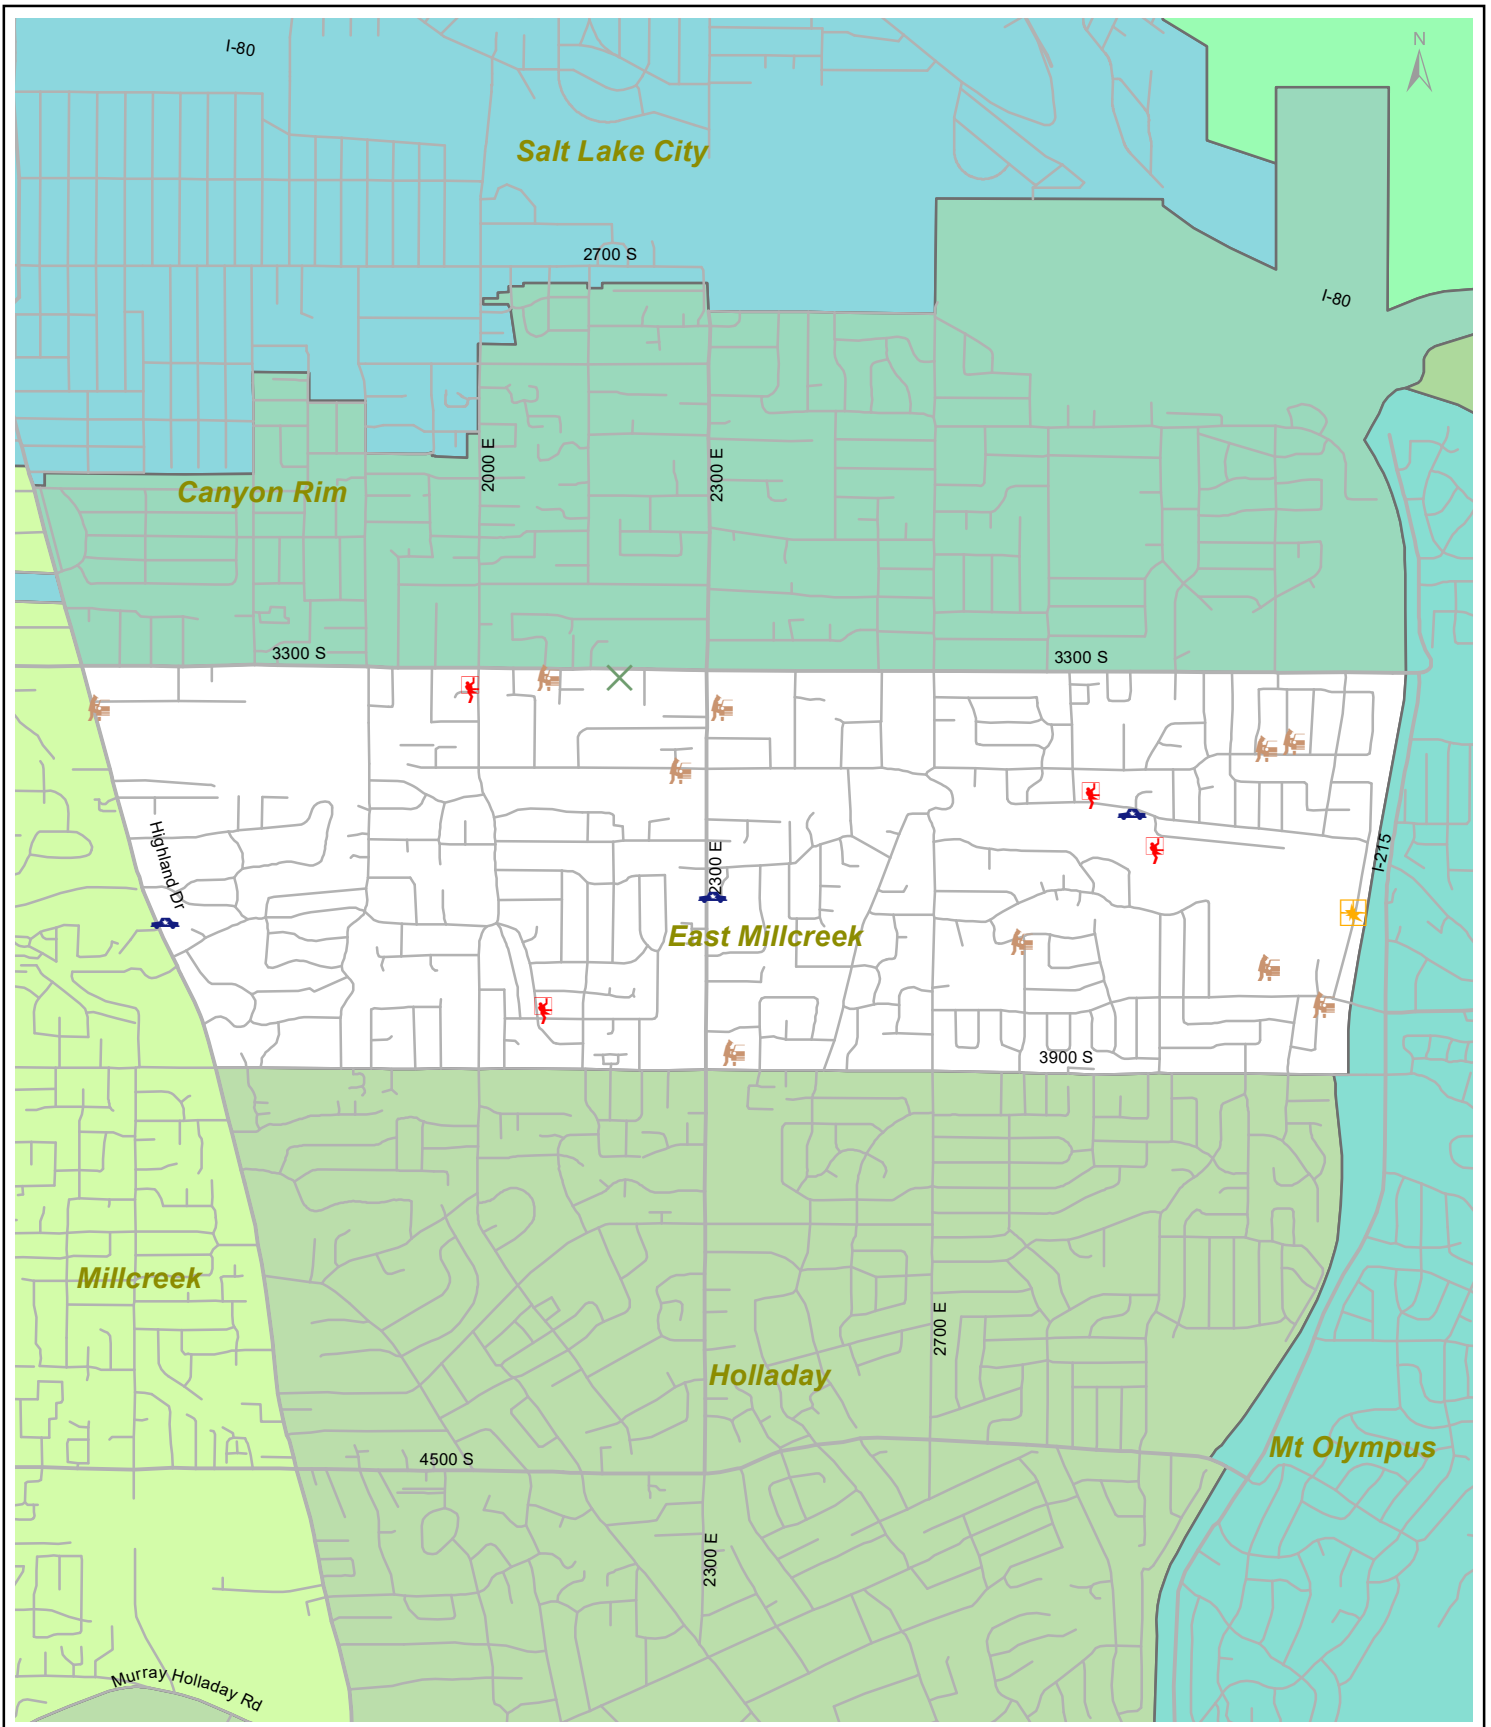 I-80
N
Salt Lake City
2700 S
I-80
2000 E
2300 E
Canyon Rim
3300 S
3300 S
Highland Dr
2300 E
I-215
East Millcreek
3900 S
Millcreek
2700 E
Holladay
Mt Olympus
4500 S
2300 E
Murray Holladay Rd